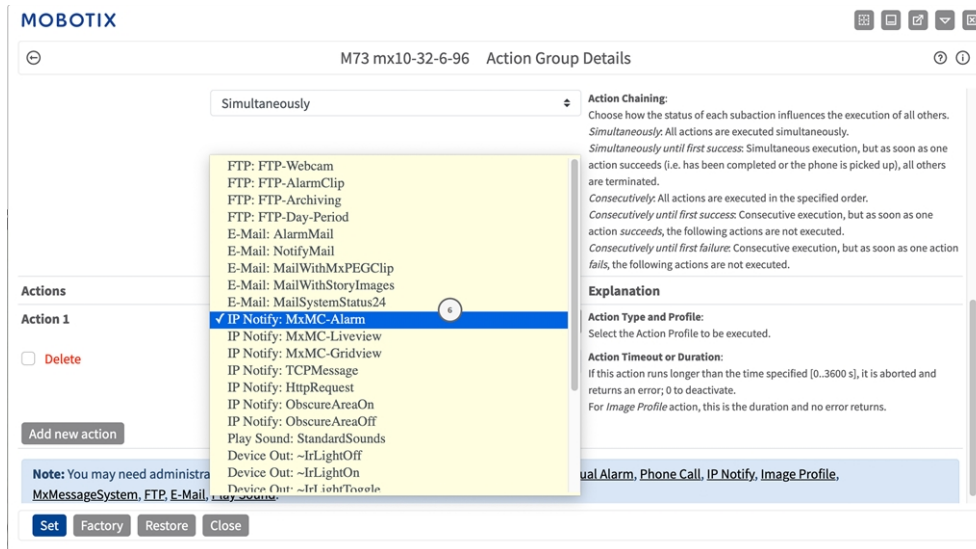 MOBOTIX
M73 mx10-32-6-96 Action Group Details
Simultaneously
Action Chaining:
Choose how the status of each subaction influences the execution of all others.
Simultaneously: All actions are executed simultaneously.
Simultaneously until first success: Simultaneous execution, but as soon as one
action succeeds (i.e. has been completed or the phone is picked up), all others
are terminated.
Consecutively: All actions are executed in the specified order.
Consecutively until first success: Consecutive execution, but as soon as one
action succeeds, the following actions are not executed.
Consecutively until first failure: Consecutive execution, but as soon as one action
fails, the following actions are not executed.
FTP: FTP-Webcam
FTP: FTP-AlarmClip
FTP: FTP-Archiving
FTP: FTP-Day-Period
E-Mail: AlarmMail
E-Mail: NotifyMail
E-Mail: MailWithMxPEGClip
E-Mail: MailWithStoryImages
E-Mail: MailSystemStatus24
6
✓ IP Notify: MxMC-Alarm
IP Notify: MxMC-Liveview
IP Notify: MxMC-Gridview
IP Notify: TCPMessage
IP Notify: HttpRequest
IP Notify: ObscureAreaOn
IP Notify: ObscureAreaOff
Play Sound: StandardSounds
Device Out: ~IrLightOff
Device Out: ~IrLightOn
Device Out: ~IrLightToggle
Actions
Explanation
Action 1
Action Type and Profile:
Select the Action Profile to be executed.
Delete
Action Timeout or Duration:
If this action runs longer than the time specified [0..3600 s], it is aborted and
returns an error; 0 to deactivate.
For Image Profile action, this is the duration and no error returns.
Add new action
Note: You may need administra
ual Alarm, Phone Call, IP Notify, Image Profile,
MxMessageSystem, FTP, E-Mail, Play Sound.
Set Factory Restore Close